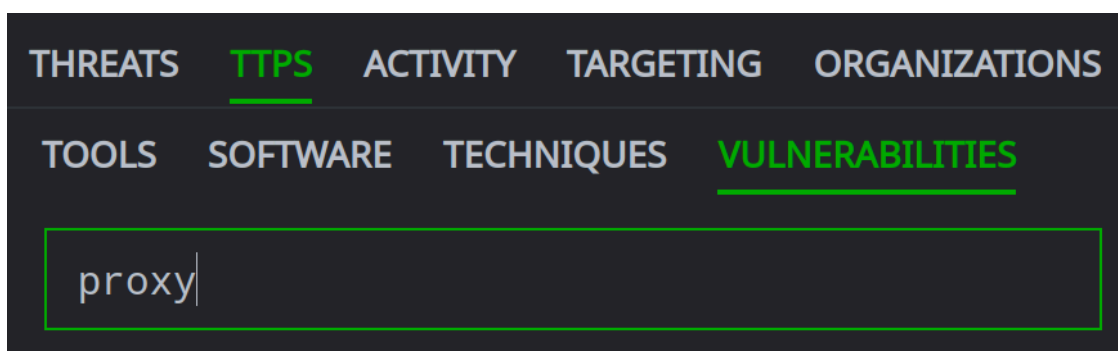 THREATS TTPS ACTIVITY TARGETING ORGANIZATIONS
TOOLS SOFTWARE TECHNIQUES VULNERABILITIES
proxy